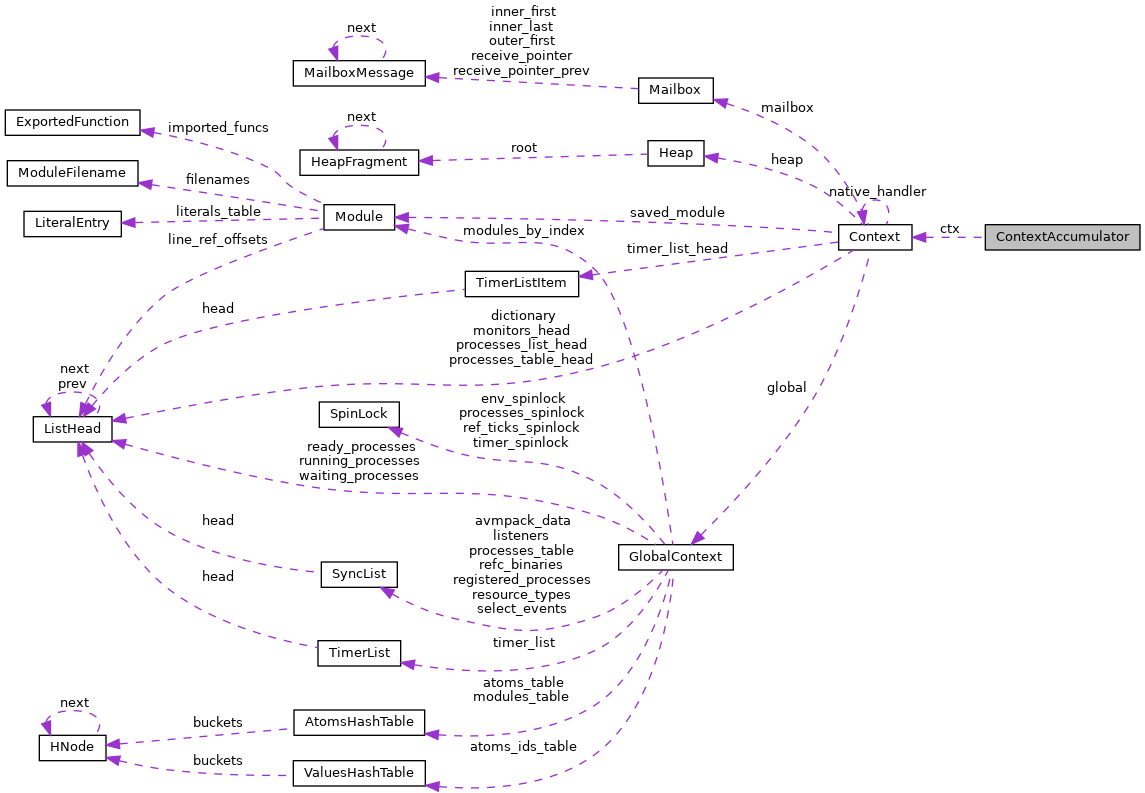 inner_first
inner_last
outer_first
receive_pointer
receive_pointer_prev
next
MailboxMessage
Mailbox
mailbox
ExportedFunction
imported_funcs
next
HeapFragment
root
Heap
heap
ModuleFilename
filenames
native_handler
LiteralEntry
literals_table
Module
saved_module
line_ref_offsets
modules_by_index
Context
ctx
ContextAccumulator
timer_list_head
TimerListItem
head
dictionary
monitors_head
processes_list_head
processes_table_head
next
prev
ListHead
global
SpinLock
env_spinlock
processes_spinlock
ref_ticks_spinlock
timer_spinlock
ready_processes
running_processes
waiting_processes
head
avmpack_data
listeners
processes_table
refc_binaries
registered_processes
resource_types
select_events
GlobalContext
SyncList
head
timer_list
TimerList
atoms_table
modules_table
next
HNode
buckets
AtomsHashTable
atoms_ids_table
buckets
ValuesHashTable